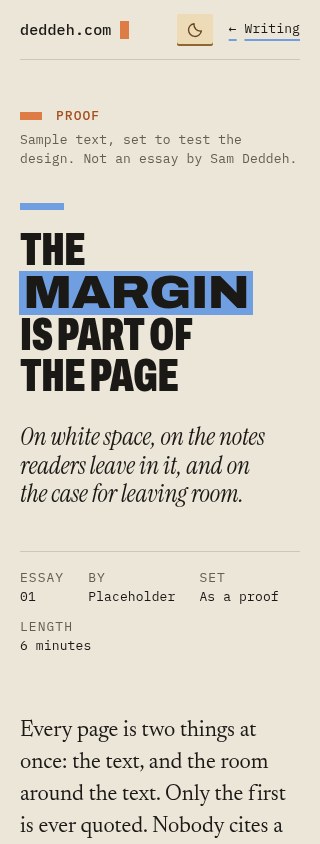 deddeh.com
← Writing
PROOF
Sample text, set to test the
design. Not an essay by Sam Deddeh.
THE
MARGIN
IS PART OF
THE PAGE
On white space, on the notes
readers leave in it, and on
the case for leaving room.
ESSAY BY SET
01 Placeholder As a proof
LENGTH
6 minutes
Every page is two things at
once: the text, and the room
around the text. Only the first
is ever quoted. Nobody cites a